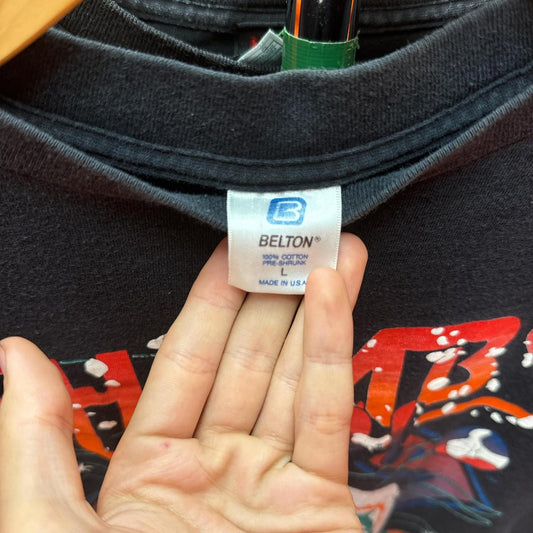 B
BELTON®
100% COTTON
PRE-SHRUNK
L
MADE IN U.S.A.